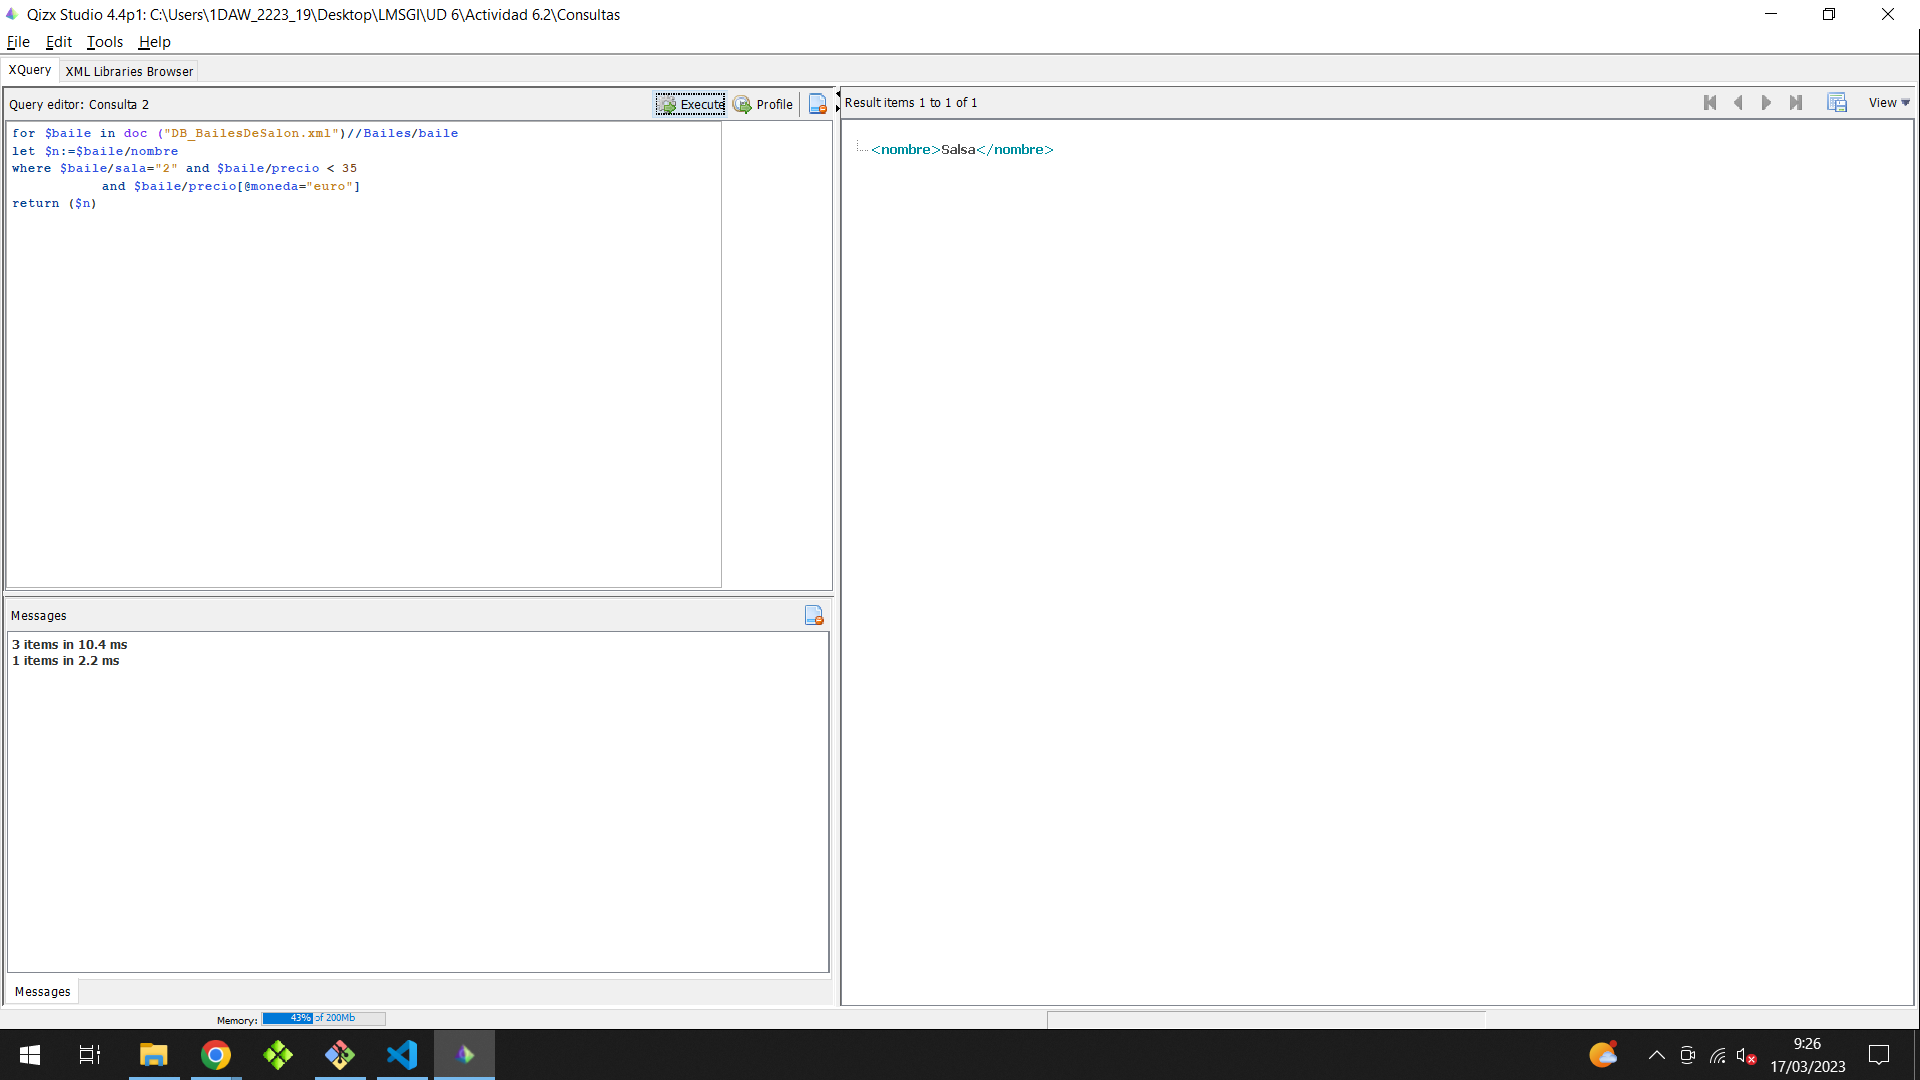 Qizx Studio 4.4p1: C:\Users\1DAW_2223_19\Desktop\LMSGI\UD 6\Actividad 6.2\Consultas
File Edit Tools Help
XQuery XML Libraries Browser
Query editor: Consulta 2 Execute Profile
for $baile in doc ("DB_BailesDeSalon.xml")//Bailes/baile
let $n:=$baile/nombre
where $baile/sala="2" and $baile/precio < 35
and $baile/precio[@moneda="euro"]
return ($n)
Messages
3 items in 10.4 ms
1 items in 2.2 ms
Messages
Result items 1 to 1 of 1 View
<nombre>Salsa</nombre>
Memory: 43% of 200Mb
9:26
17/03/2023